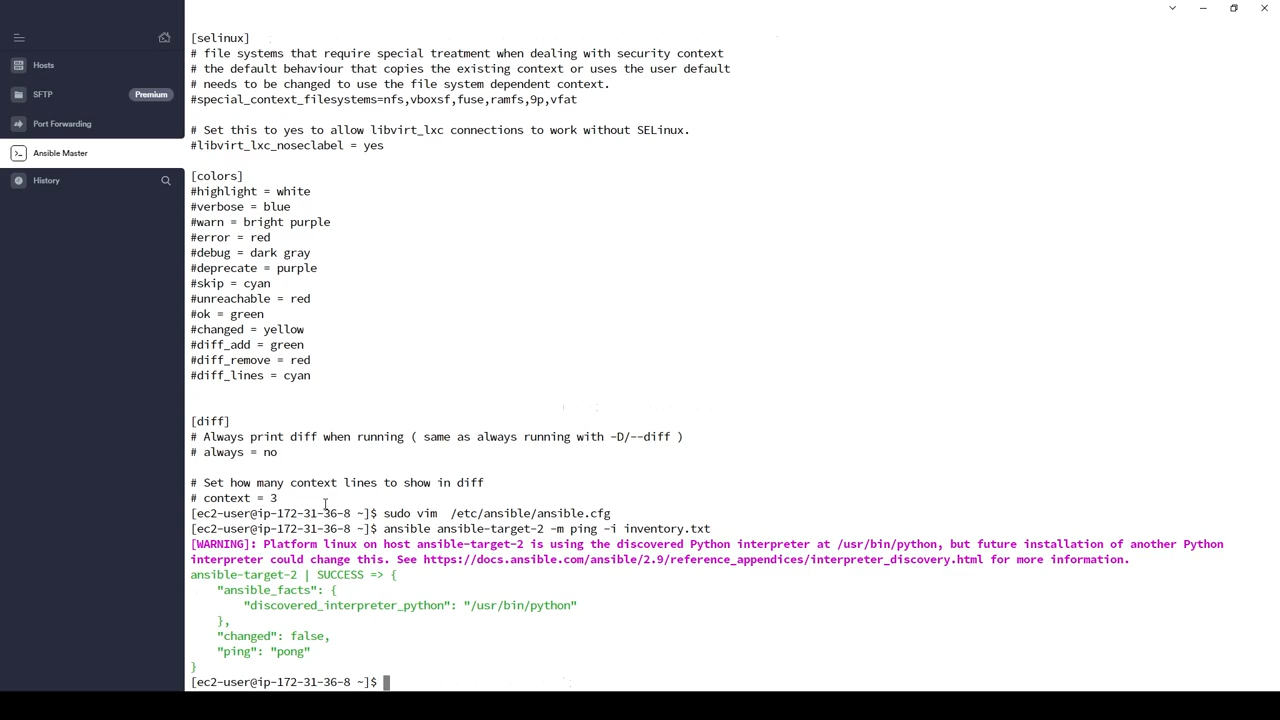 Hosts
SFTP
Premium
Port Forwarding
Ansible Master
History
[selinux]
# file systems that require special treatment when dealing with security context
# the default behaviour that copies the existing context or uses the user default
# needs to be changed to use the file system dependent context.
#special_context_filesystems=nfs,vboxsf,fuse,ramfs,9p,vfat
# Set this to yes to allow libvirt_lxc connections to work without SELinux.
#libvirt_lxc_noseclabel = yes
[colors]
#highlight = white
#verbose = blue
#warn = bright purple
#error = red
#debug = dark gray
#deprecate = purple
#skip = cyan
#unreachable = red
#ok = green
#changed = yellow
#diff_add = green
#diff_remove = red
#diff_lines = cyan
[diff]
# Always print diff when running ( same as always running with -D/--diff )
# always = no
# Set how many context lines to show in diff
# context = 3
[ec2-user@ip-172-31-36-8 ~]$ sudo vim  /etc/ansible/ansible.cfg
[ec2-user@ip-172-31-36-8 ~]$ ansible ansible-target-2 -m ping -i inventory.txt
[WARNING]: Platform linux on host ansible-target-2 is using the discovered Python interpreter at /usr/bin/python, but future installation of another Python
interpreter could change this. See https://docs.ansible.com/ansible/2.9/reference_appendices/interpreter_discovery.html for more information.
ansible-target-2 | SUCCESS => {
    "ansible_facts": {
        "discovered_interpreter_python": "/usr/bin/python"
    },
    "changed": false,
    "ping": "pong"
}
[ec2-user@ip-172-31-36-8 ~]$